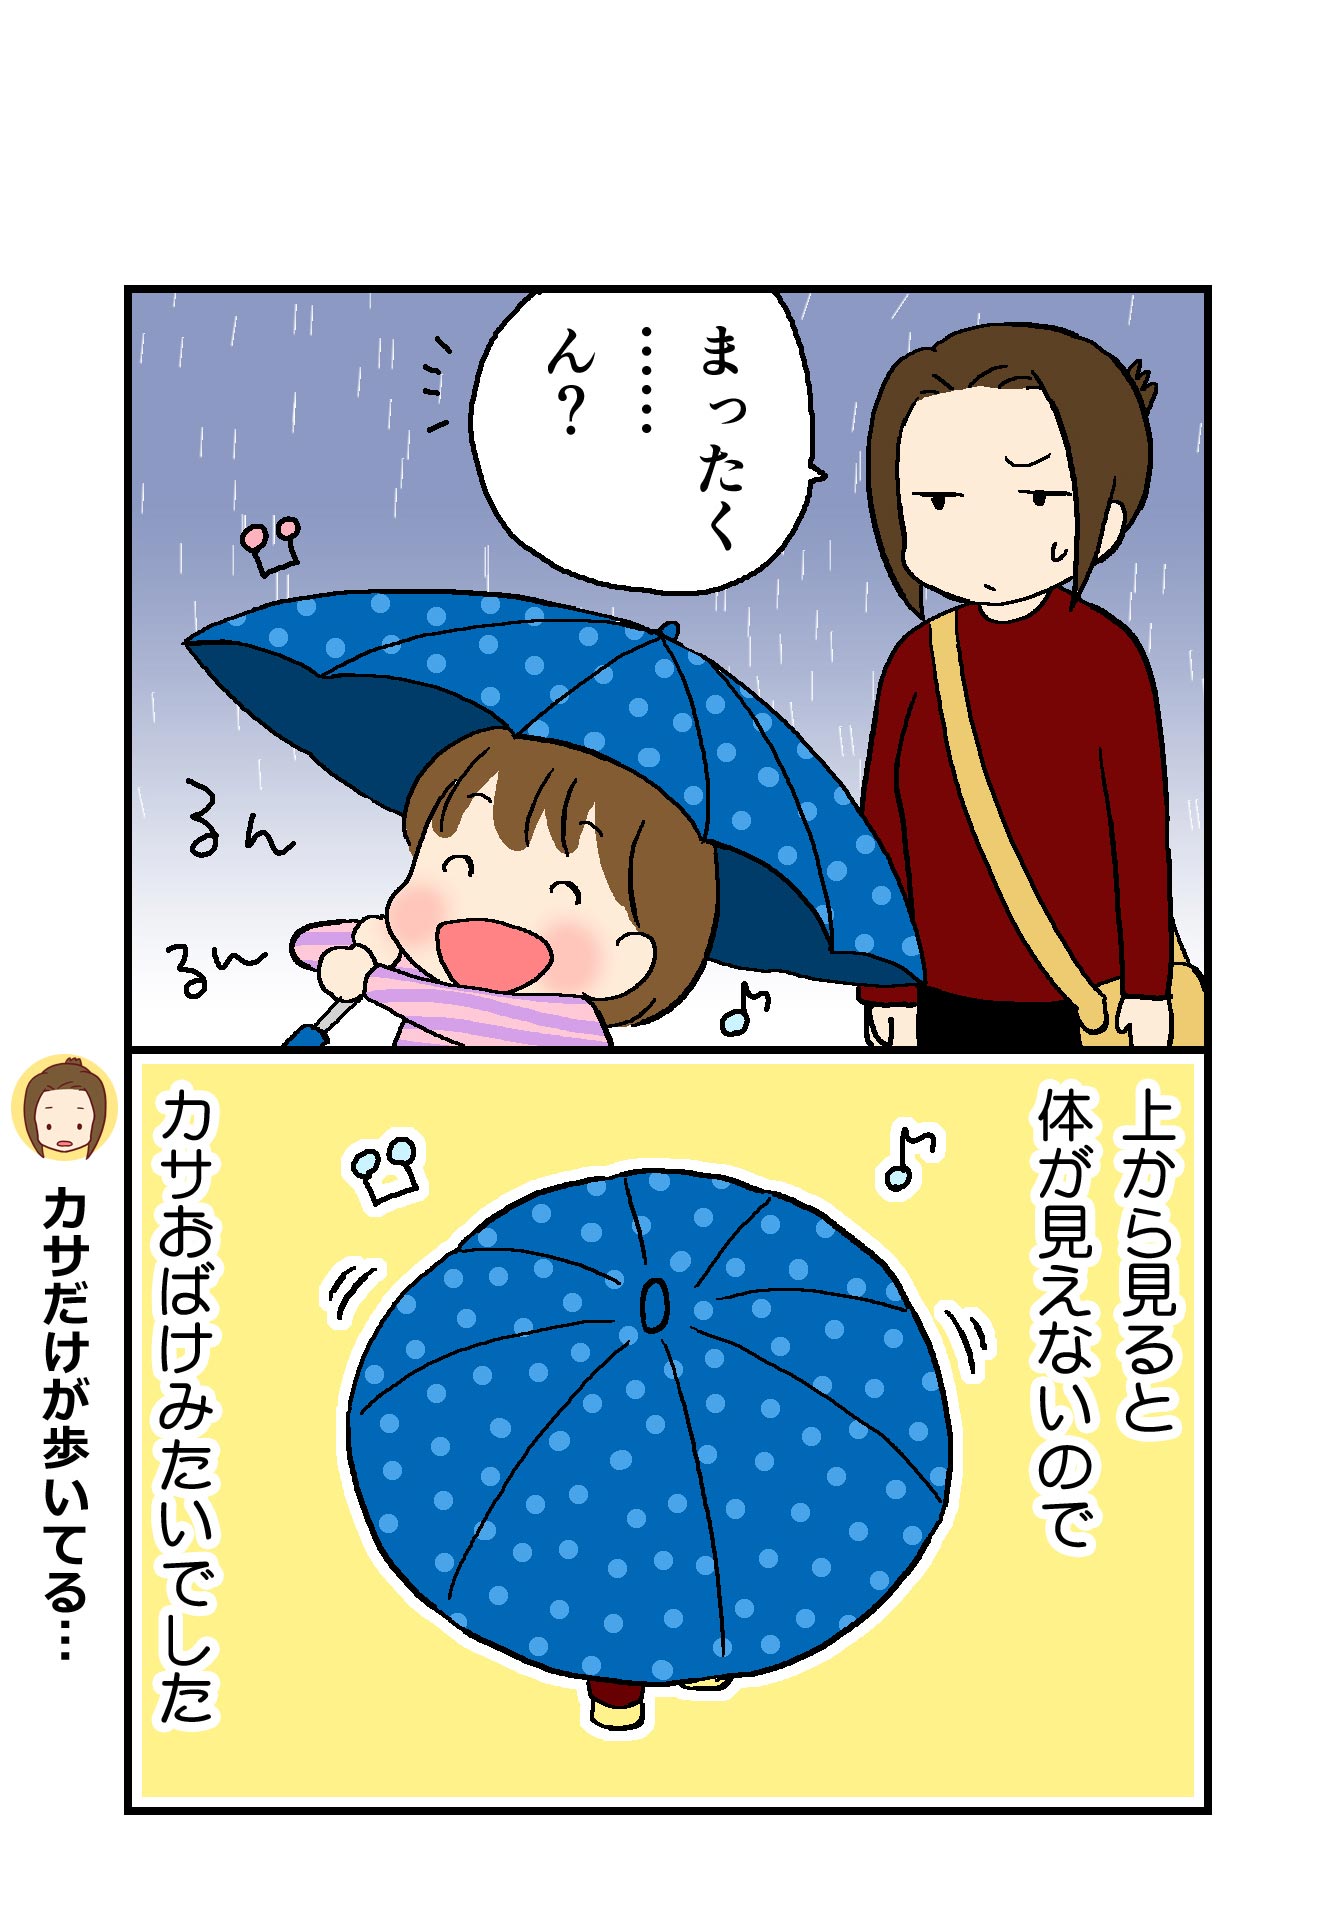 まったく
……
ん？
るん
るん
上から見ると
体が見えないので
カサおばけみたいでした
カサだけが歩いてる…